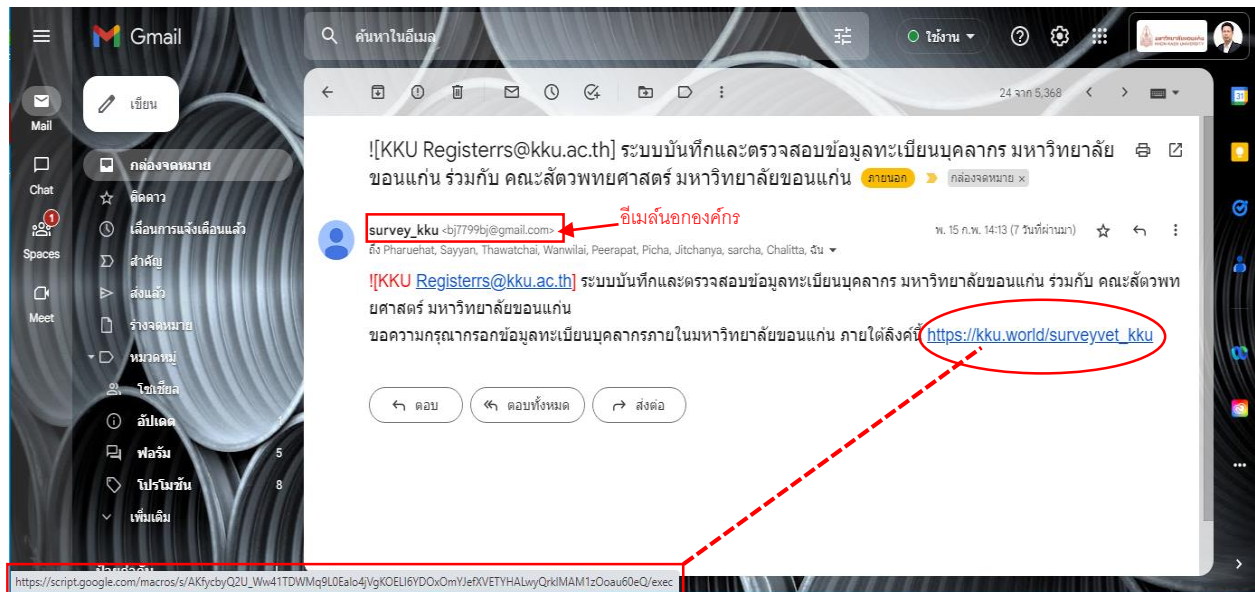 Gmail
ค้นหาในอีเมล
ใช้งาน
มหาวิทยาลัยขอนแก่น
KHON KAEN UNIVERSITY
เขียน
24 จาก 5,368
31
Mail
![KKU Registerrs@kku.ac.th] ระบบบันทึกและตรวจสอบข้อมูลทะเบียนบุคลากร มหาวิทยาลัย
ขอนแก่น ร่วมกับ คณะสัตวพทยศาสตร์ มหาวิทยาลัยขอนแก่น ภายนอก กล่องจดหมาย ×
กล่องจดหมาย
Chat
ติดดาว
1
เลื่อนการแจ้งเตือนแล้ว
Spaces
อีเมล์นอกองค์กร
survey_kku <bj7799bj@gmail.com>
พ. 15 ก.พ. 14:13 (7 วันที่ผ่านมา)
ถึง Pharuehat, Sayyan, Thawatchai, Wanwilai, Peerapat, Picha, Jitchanya, sarcha, Chalitta, ฉัน
สำคัญ
ส่งแล้ว
Meet
ร่างจดหมาย
หมวดหมู่
โซเชียล
อัปเดต
ฟอรัม 5
โปรโมชัน 8
เพิ่มเติม
![KKU Registerrs@kku.ac.th] ระบบบันทึกและตรวจสอบข้อมูลทะเบียนบุคลากร มหาวิทยาลัยขอนแก่น ร่วมกับ คณะสัตวพท
ยศาสตร์ มหาวิทยาลัยขอนแก่น
ขอความกรุณากรอกข้อมูลทะเบียนบุคลากรภายในมหาวิทยาลัยขอนแก่น ภายใต้ลิงค์นี้ https://kku.world/surveyvet_kku
ตอบ
ตอบทั้งหมด
ส่งต่อ
https://script.google.com/macros/s/AKfycbyQ2U_Ww41TDWMq9L0Ealo4jVgKOELI6YDOxOmYJefXVETYHALwyQrkIMAM1zOoau60eQ/exec